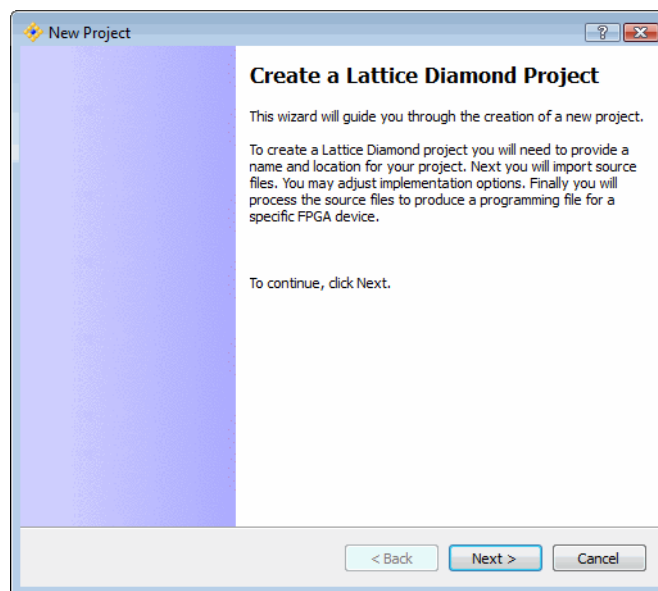 New Project
?
Create a Lattice Diamond Project
This wizard will guide you through the creation of a new project.
To create a Lattice Diamond project you will need to provide a
name and location for your project. Next you will import source
files. You may adjust implementation options. Finally you will
process the source files to produce a programming file for a
specific FPGA device.
To continue, click Next.
< Back Next > Cancel